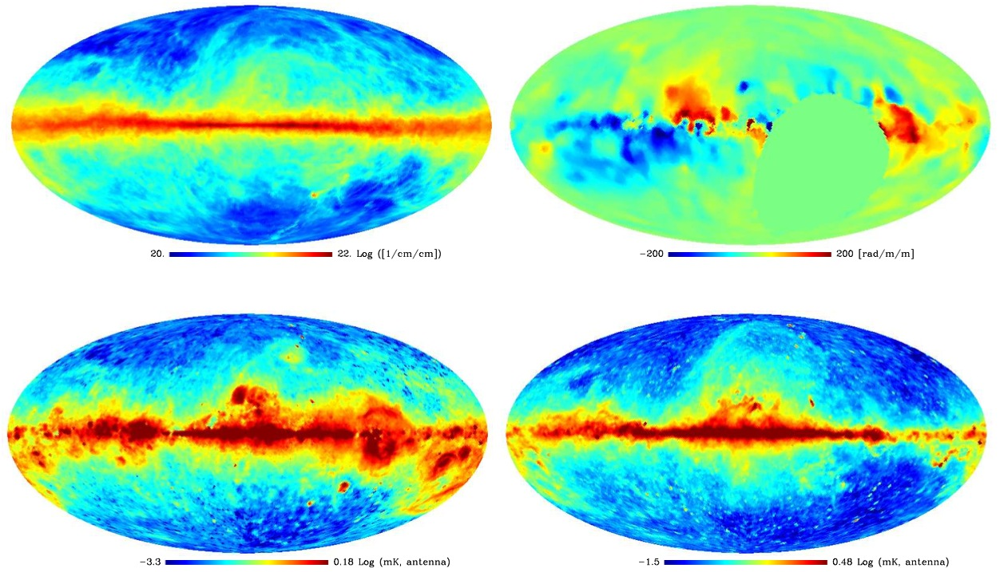 20. 22. Log ([1/cm/cm])
−200 200 [rad/m/m]
−3.3 0.18 Log (mK, antenna)
−1.5 0.48 Log (mK, antenna)